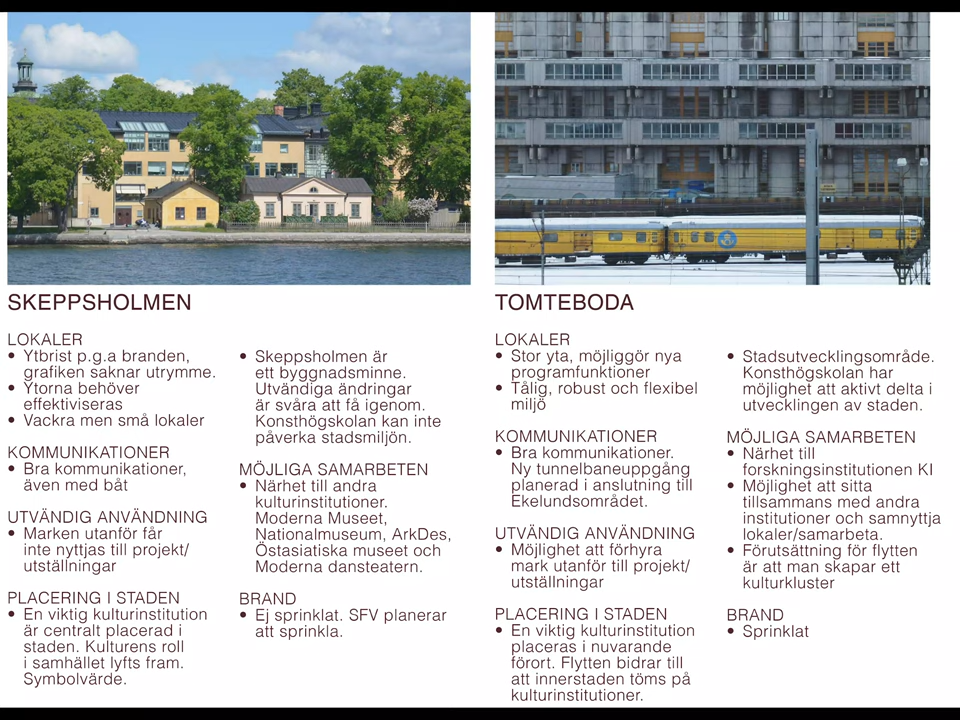 SKEPPSHOLMEN
LOKALER
• Ytbrist p.g.a branden,
grafiken saknar utrymme.
• Ytorna behöver
effektiviseras
• Vackra men små lokaler
KOMMUNIKATIONER
• Bra kommunikationer,
även med båt
UTVÄNDIG ANVÄNDNING
• Marken utanför får
inte nyttjas till projekt/
utställningar
PLACERING I STADEN
• En viktig kulturinstitution
är centralt placerad i
staden. Kulturens roll
i samhället lyfts fram.
Symbolvärde.
• Skeppsholmen är
ett byggnadsminne.
Utvändiga ändringar
är svåra att få igenom.
Konsthögskolan kan inte
påverka stadsmiljön.
MÖJLIGA SAMARBETEN
• Närhet till andra
kulturinstitutioner.
Moderna Museet,
Nationalmuseum, ArkDes,
Östasiatiska museet och
Moderna dansteatern.
BRAND
• Ej sprinklat. SFV planerar
att sprinkla.
TOMTEBODA
LOKALER
• Stor yta, möjliggör nya
programfunktioner
• Tålig, robust och flexibel
miljö
KOMMUNIKATIONER
• Bra kommunikationer.
Ny tunnelbaneuppgång
planerad i anslutning till
Ekelundsområdet.
UTVÄNDIG ANVÄNDNING
• Möjlighet att förhyra
mark utanför till projekt/
utställningar
PLACERING I STADEN
• En viktig kulturinstitution
placeras i nuvarande
förort. Flytten bidrar till
att innerstaden töms på
kulturinstitutioner.
• Stadsutvecklingsområde.
Konsthögskolan har
möjlighet att aktivt delta i
utvecklingen av staden.
MÖJLIGA SAMARBETEN
• Närhet till
forskningsinstitutionen KI
• Möjlighet att sitta
tillsammans med andra
institutioner och samnyttja
lokaler/samarbeta.
• Förutsättning för flytten
är att man skapar ett
kulturkluster
BRAND
• Sprinklat